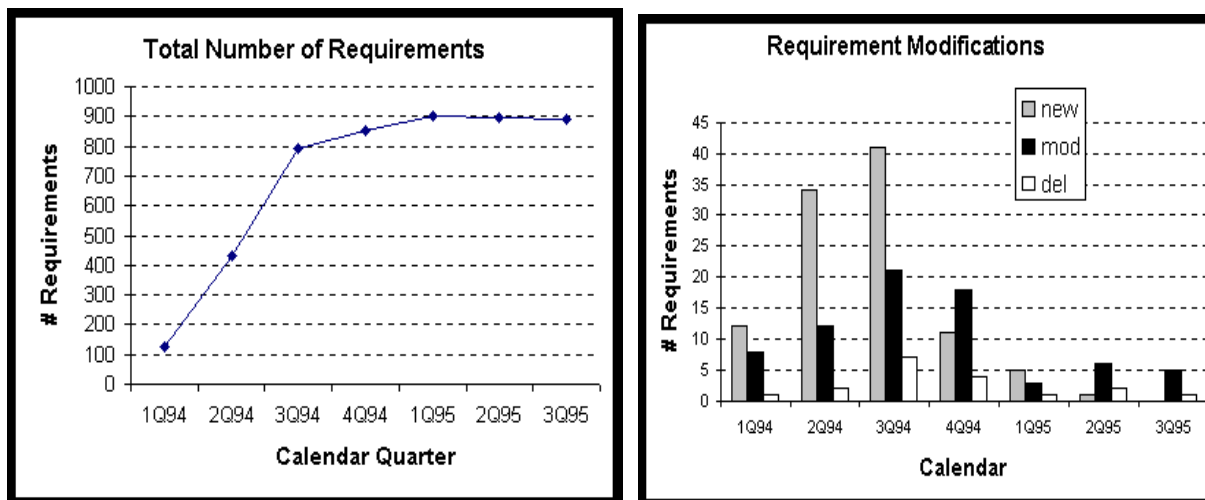 Total Number of Requirements
# Requirements
1000
900
800
700
600
500
400
300
200
100
0
1Q94 2Q94 3Q94 4Q94 1Q95 2Q95 3Q95
Calendar Quarter
Requirement Modifications
new
mod
del
# Requirements
45
40
35
30
25
20
15
10
5
0
1Q94 2Q94 3Q94 4Q94 1Q95 2Q95 3Q95
Calendar